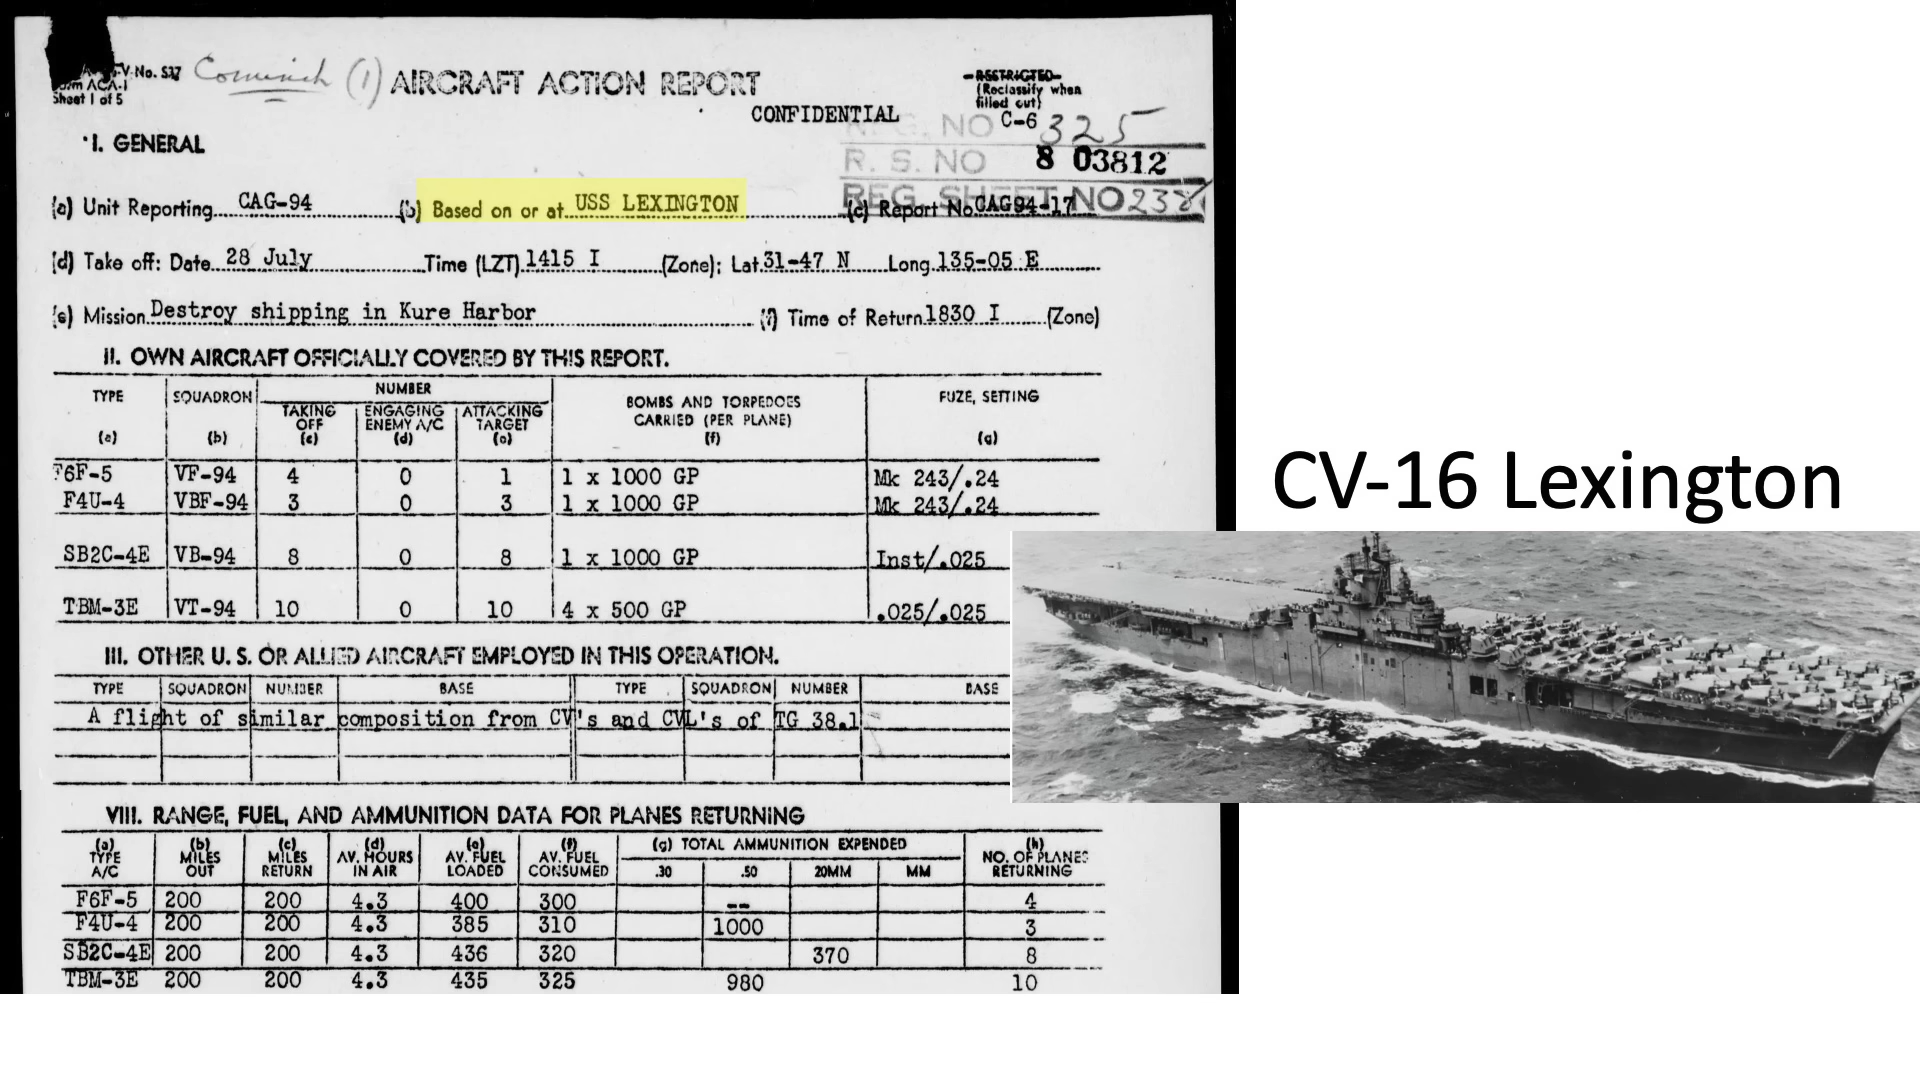 V-No. S37 Cominch (1) AIRCRAFT ACTION REPORT
Form ACA-1
Sheet 1 of 5
RESTRICTED
(Reclassify when
filled out)
CONFIDENTIAL
REG. NO C-6 325
R. S. NO 8 03812
REG. SHEET NO 238
I. GENERAL
(a) Unit Reporting CAG-94 (b) Based on or at USS LEXINGTON (c) Report No. CAG94-17
(d) Take off: Date 28 July Time (LZT) 1415 I (Zone); Lat. 31-47 N Long. 135-05 E
(e) Mission Destroy shipping in Kure Harbor (f) Time of Return 1830 I (Zone)
II. OWN AIRCRAFT OFFICIALLY COVERED BY THIS REPORT.
TYPE (a) SQUADRON (b) NUMBER TAKING OFF (c) ENGAGING ENEMY A/C (d) ATTACKING TARGET (e) BOMBS AND TORPEDOES CARRIED (PER PLANE) (f) FUZE, SETTING (g)
F6F-5 VF-94 4 0 1 1 x 1000 GP Mk 243/.24
F4U-4 VBF-94 3 0 3 1 x 1000 GP Mk 243/.24
SB2C-4E VB-94 8 0 8 1 x 1000 GP Inst/.025
TBM-3E VT-94 10 0 10 4 x 500 GP .025/.025
III. OTHER U. S. OR ALLIED AIRCRAFT EMPLOYED IN THIS OPERATION.
TYPE SQUADRON NUMBER BASE TYPE SQUADRON NUMBER BASE
A flight of similar composition from CV's and CVL's of TG 38.1
VIII. RANGE, FUEL, AND AMMUNITION DATA FOR PLANES RETURNING
(a) TYPE A/C (b) MILES OUT (c) MILES RETURN (d) AV. HOURS IN AIR (e) AV. FUEL LOADED (f) AV. FUEL CONSUMED (g) TOTAL AMMUNITION EXPENDED .30 .50 20MM MM (h) NO. OF PLANES RETURNING
F6F-5 200 200 4.3 400 300 -- 4
F4U-4 200 200 4.3 385 310 1000 3
SB2C-4E 200 200 4.3 436 320 370 8
TBM-3E 200 200 4.3 435 325 980 10
CV-16 Lexington